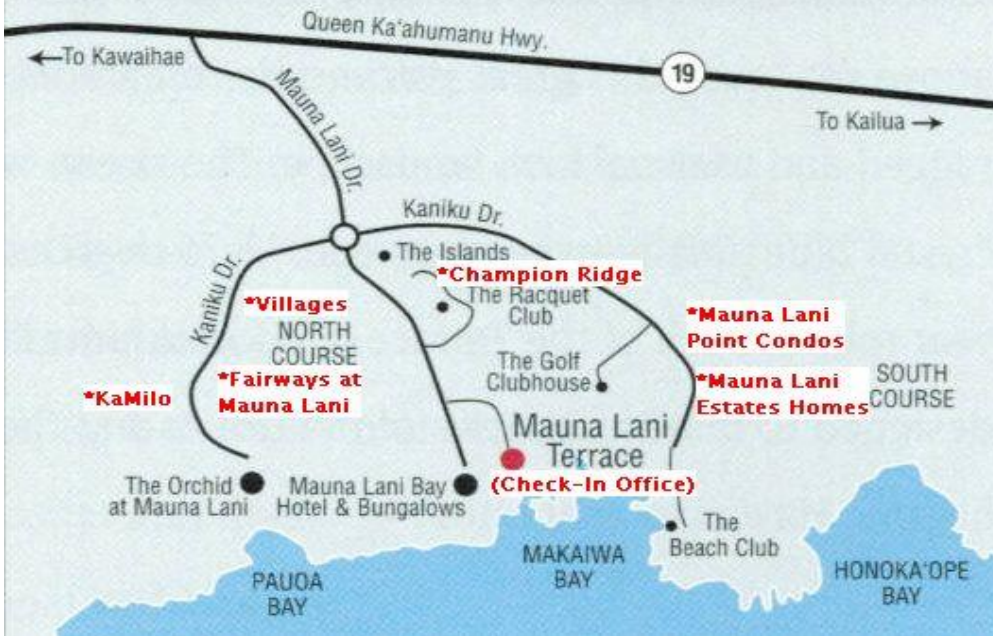 Queen Ka‘ahumanu Hwy.
←To Kawaihae
19
To Kailua →
Mauna Lani Dr.
Kaniku Dr.
Kaniku Dr.
The Islands
*Champion Ridge
The Racquet
Club
*Villages
NORTH
COURSE
*Mauna Lani
Point Condos
The Golf
Clubhouse
*Fairways at
Mauna Lani
*KaMilo
*Mauna Lani
Estates Homes
SOUTH
COURSE
Mauna Lani
Terrace
(Check-In Office)
The Orchid
at Mauna Lani
Mauna Lani Bay
Hotel & Bungalows
The
Beach Club
PAUOA
BAY
MAKAIWA
BAY
HONOKA‘OPE
BAY